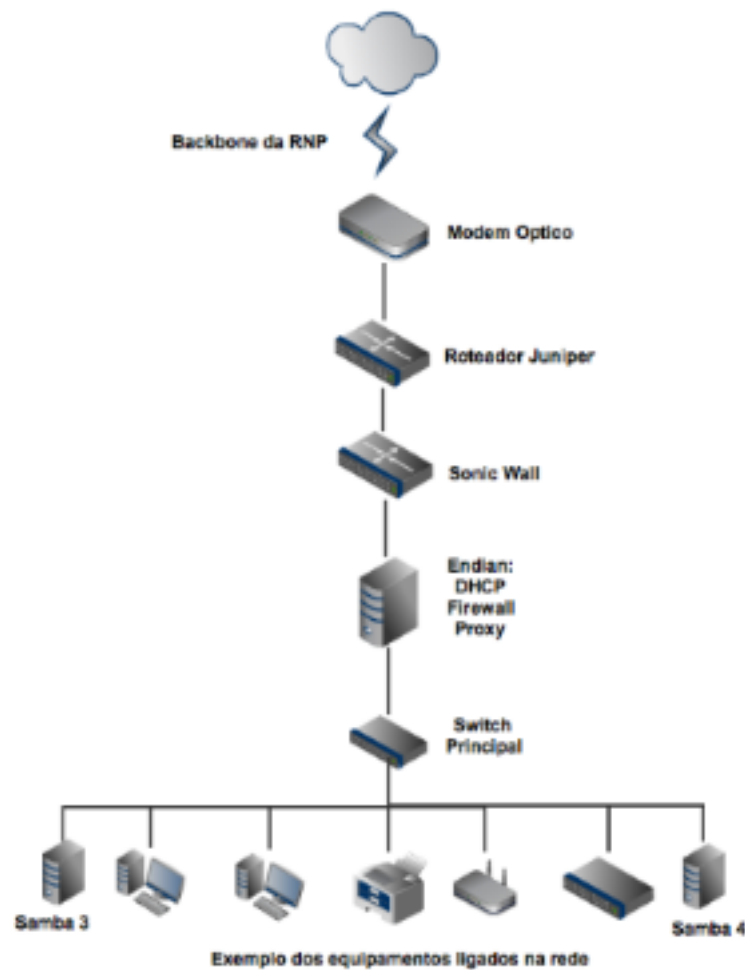 Backbone da RNP
Modem Optico
Roteador Juniper
Sonic Wall
Endian:
DHCP
Firewall
Proxy
Switch
Principal
Samba 3
Samba 4
Exemplo dos equipamentos ligados na rede